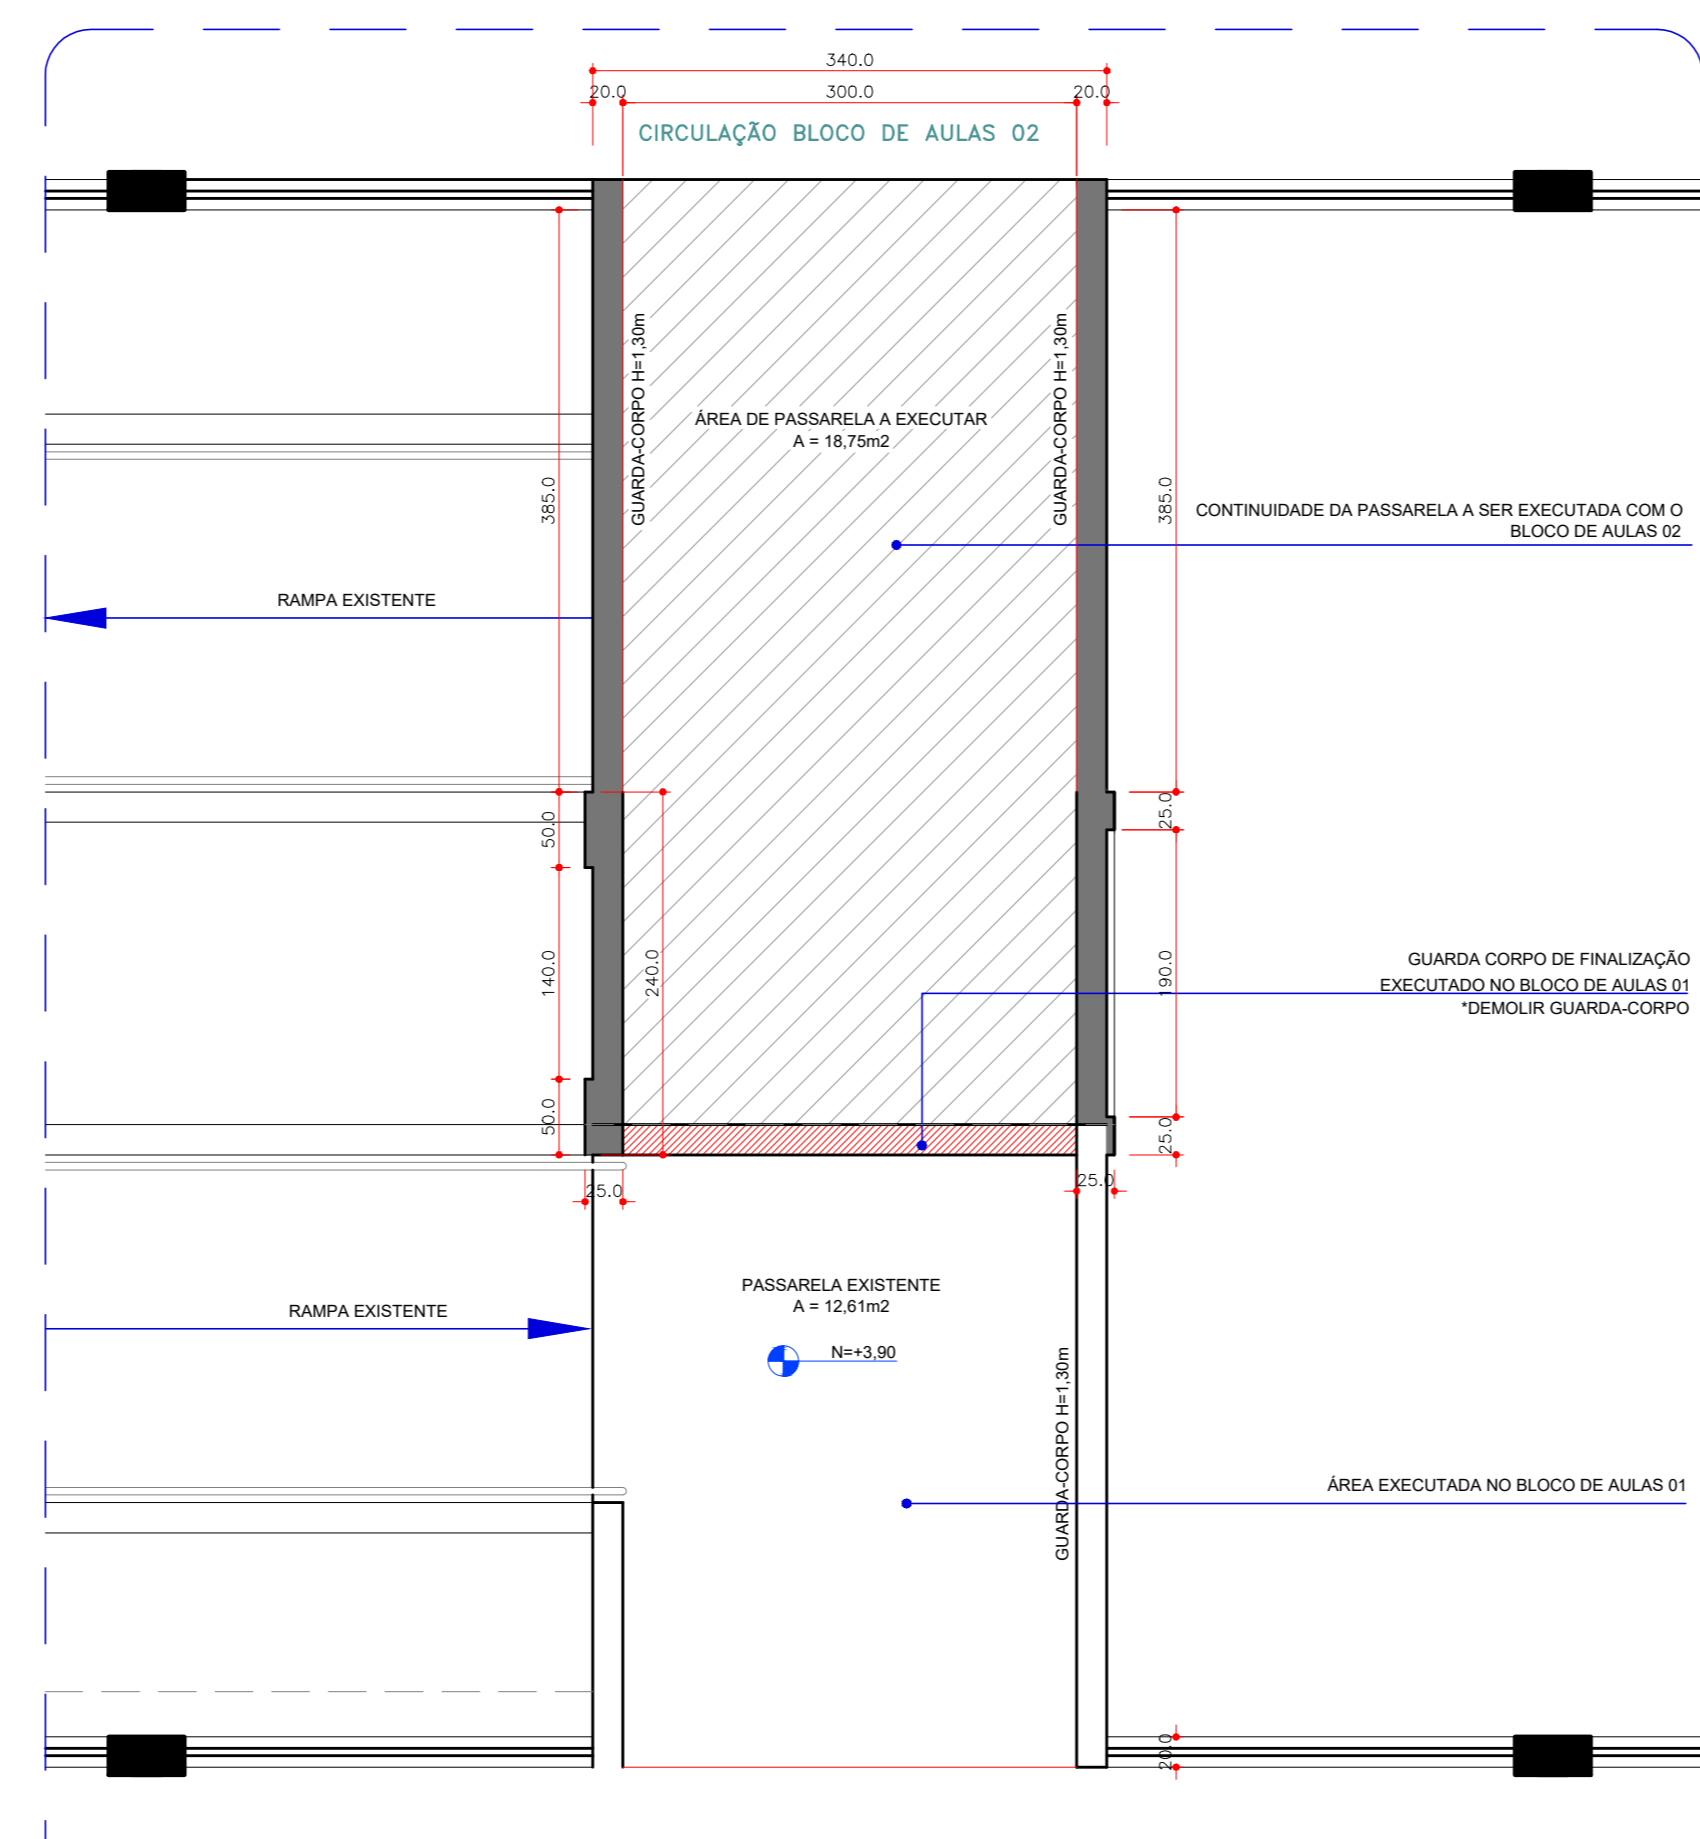 340.0
20.0
300.0
20.0
CIRCULAÇÃO BLOCO DE AULAS 02
GUARDA-CORPO H=1,30m
GUARDA-CORPO H=1,30m
ÁREA DE PASSARELA A EXECUTAR
A = 18,75m2
385.0
385.0
CONTINUIDADE DA PASSARELA A SER EXECUTADA COM O
BLOCO DE AULAS 02
RAMPA EXISTENTE
50.0
25.0
140.0
240.0
190.0
GUARDA CORPO DE FINALIZAÇÃO
EXECUTADO NO BLOCO DE AULAS 01
*DEMOLIR GUARDA-CORPO
50.0
25.0
25.0
25.0
PASSARELA EXISTENTE
A = 12,61m2
RAMPA EXISTENTE
N=+3,90
GUARDA-CORPO H=1,30m
ÁREA EXECUTADA NO BLOCO DE AULAS 01
20.0